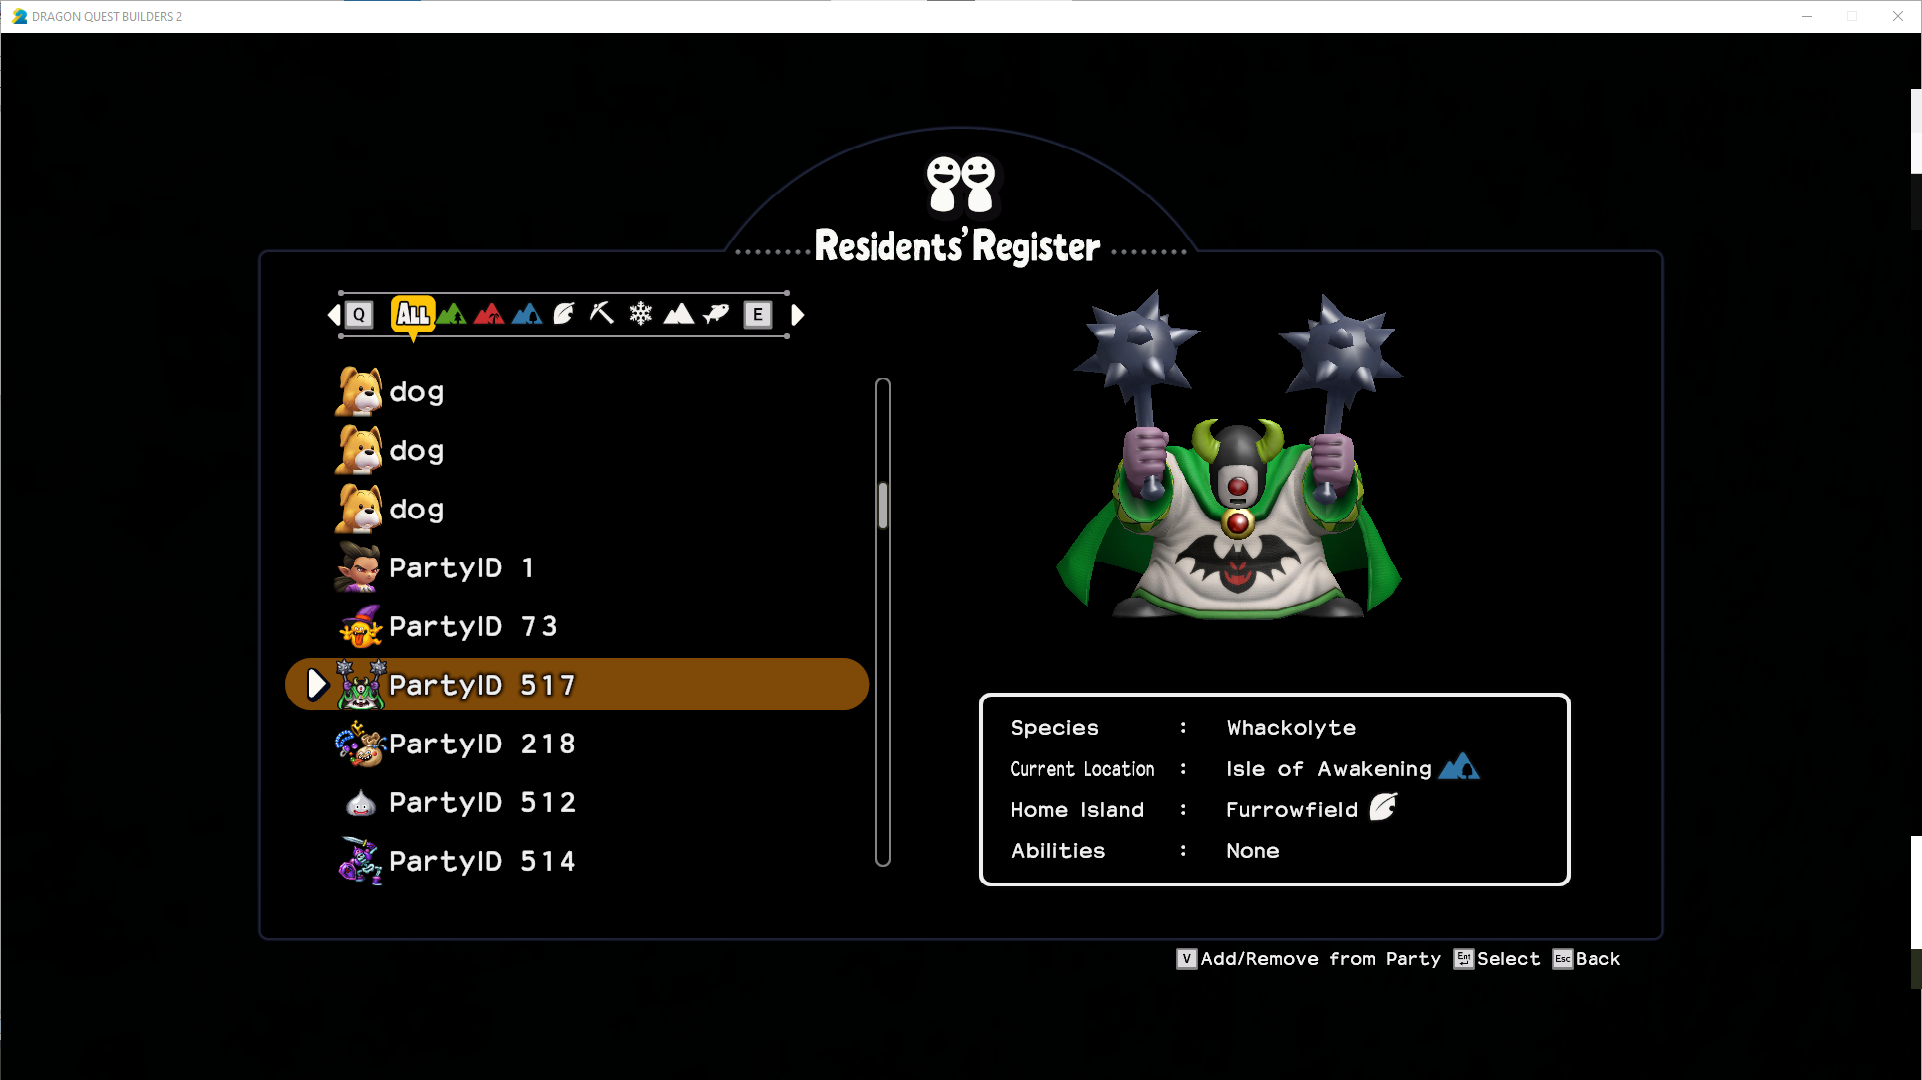 DRAGON QUEST BUILDERS 2
Residents' Register
Q ALL E
dog
dog
dog
PartyID 1
PartyID 73
PartyID 517
PartyID 218
PartyID 512
PartyID 514
Species : Whackolyte
Current Location : Isle of Awakening
Home Island : Furrowfield
Abilities : None
V Add/Remove from Party Ent Select Esc Back